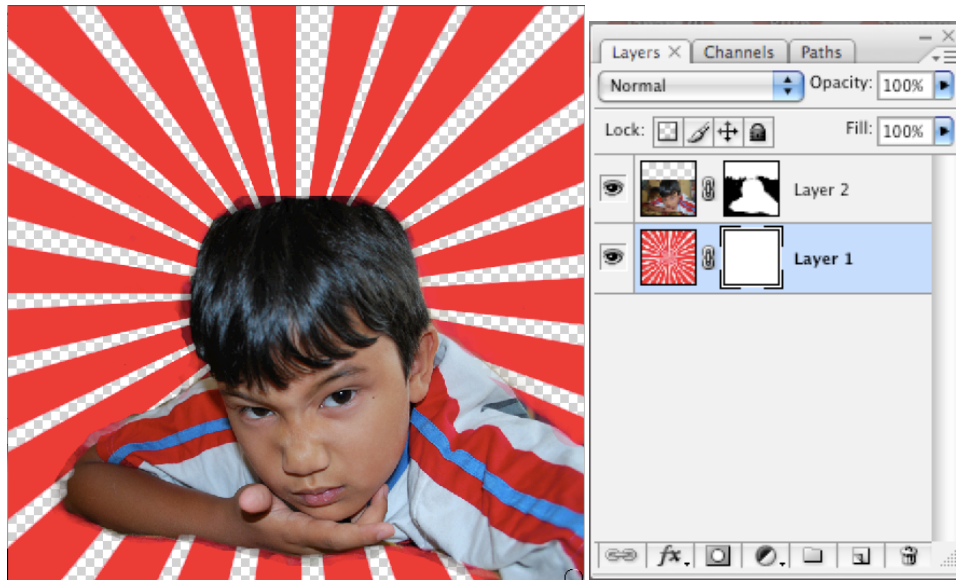 Layers × Channels Paths
Normal Opacity: 100%
Lock: Fill: 100%
Layer 2
Layer 1
fx.